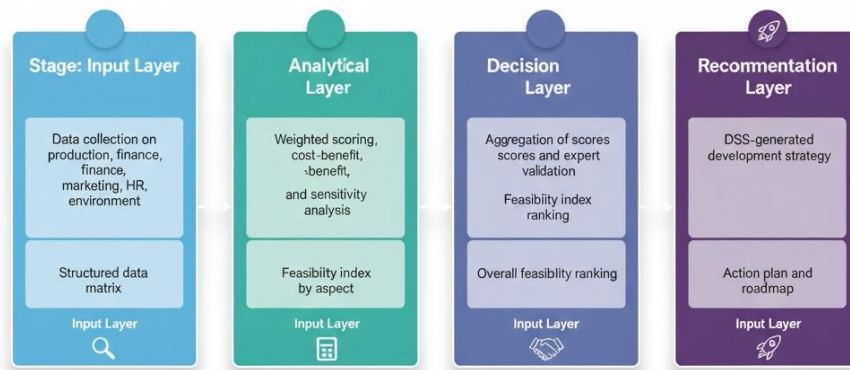 Stage: Input Layer
Data collection on
production, finance,
finance,
marketing, HR,
environment
Structured data
matrix
Input Layer
Analytical
Layer
Weighted scoring,
cost-benefit,
-benefit,
and sensitivity
analysis
Feasibiity index
by aspect
Input Layer
Decision
Layer
Aggregation of scores
scores and expert
validation
Feasibiity index
ranking
Overall feasiblity ranking
Input Layer
Recommentation
Layer
DSS-generated
development strategy
Action plan and
roadmap
Input Layer